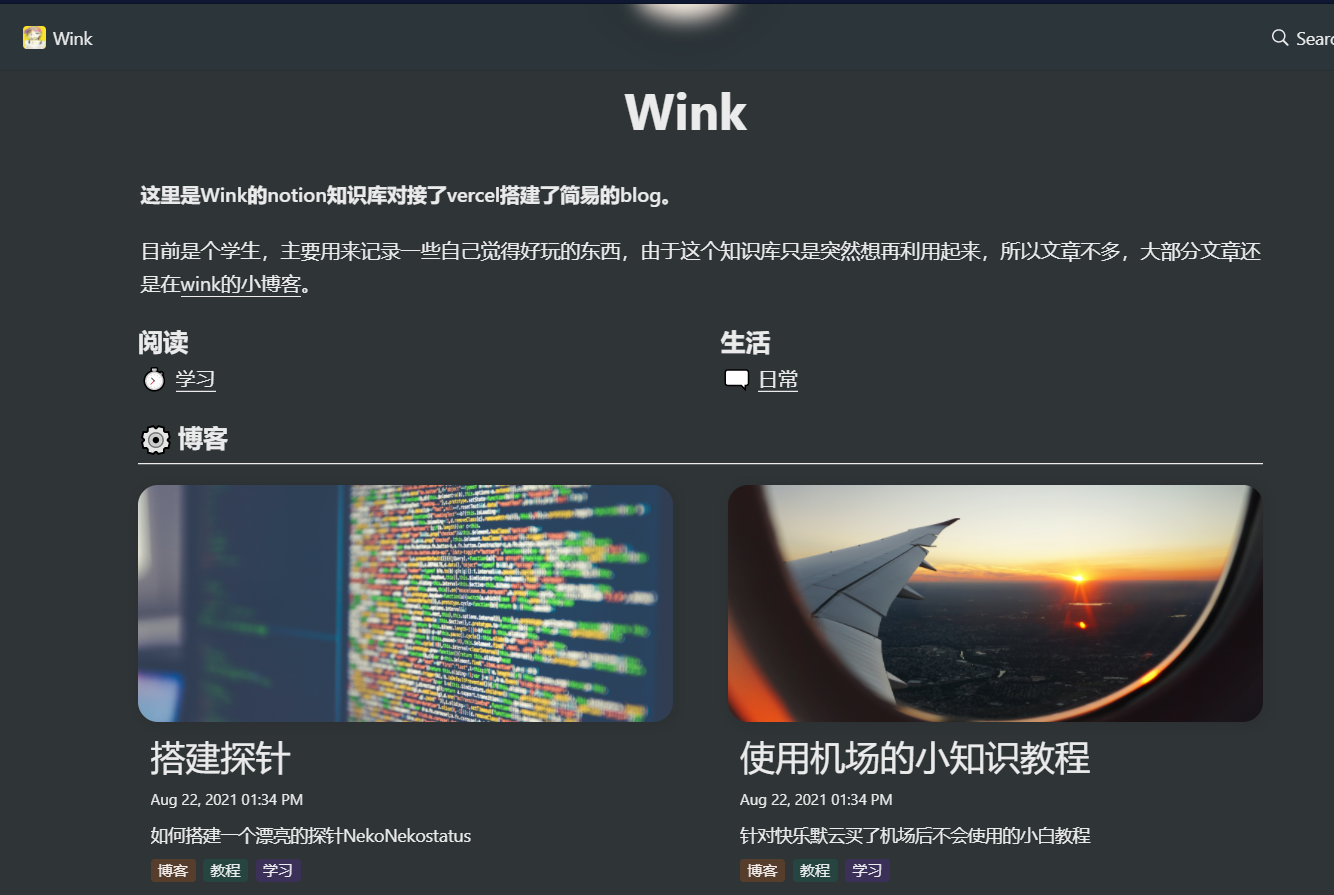 Wink
Sear
Wink
这里是Wink的notion知识库对接了vercel搭建了简易的blog。
目前是个学生，主要用来记录一些自己觉得好玩的东西，由于这个知识库只是突然想再利用起来，所以文章不多，大部分文章还
是在wink的小博客。
阅读
学习
生活
日常
博客
搭建探针
Aug 22, 2021 01:34 PM
如何搭建一个漂亮的探针NekoNekostatus
博客 教程 学习
使用机场的小知识教程
Aug 22, 2021 01:34 PM
针对快乐默云买了机场后不会使用的小白教程
博客 教程 学习